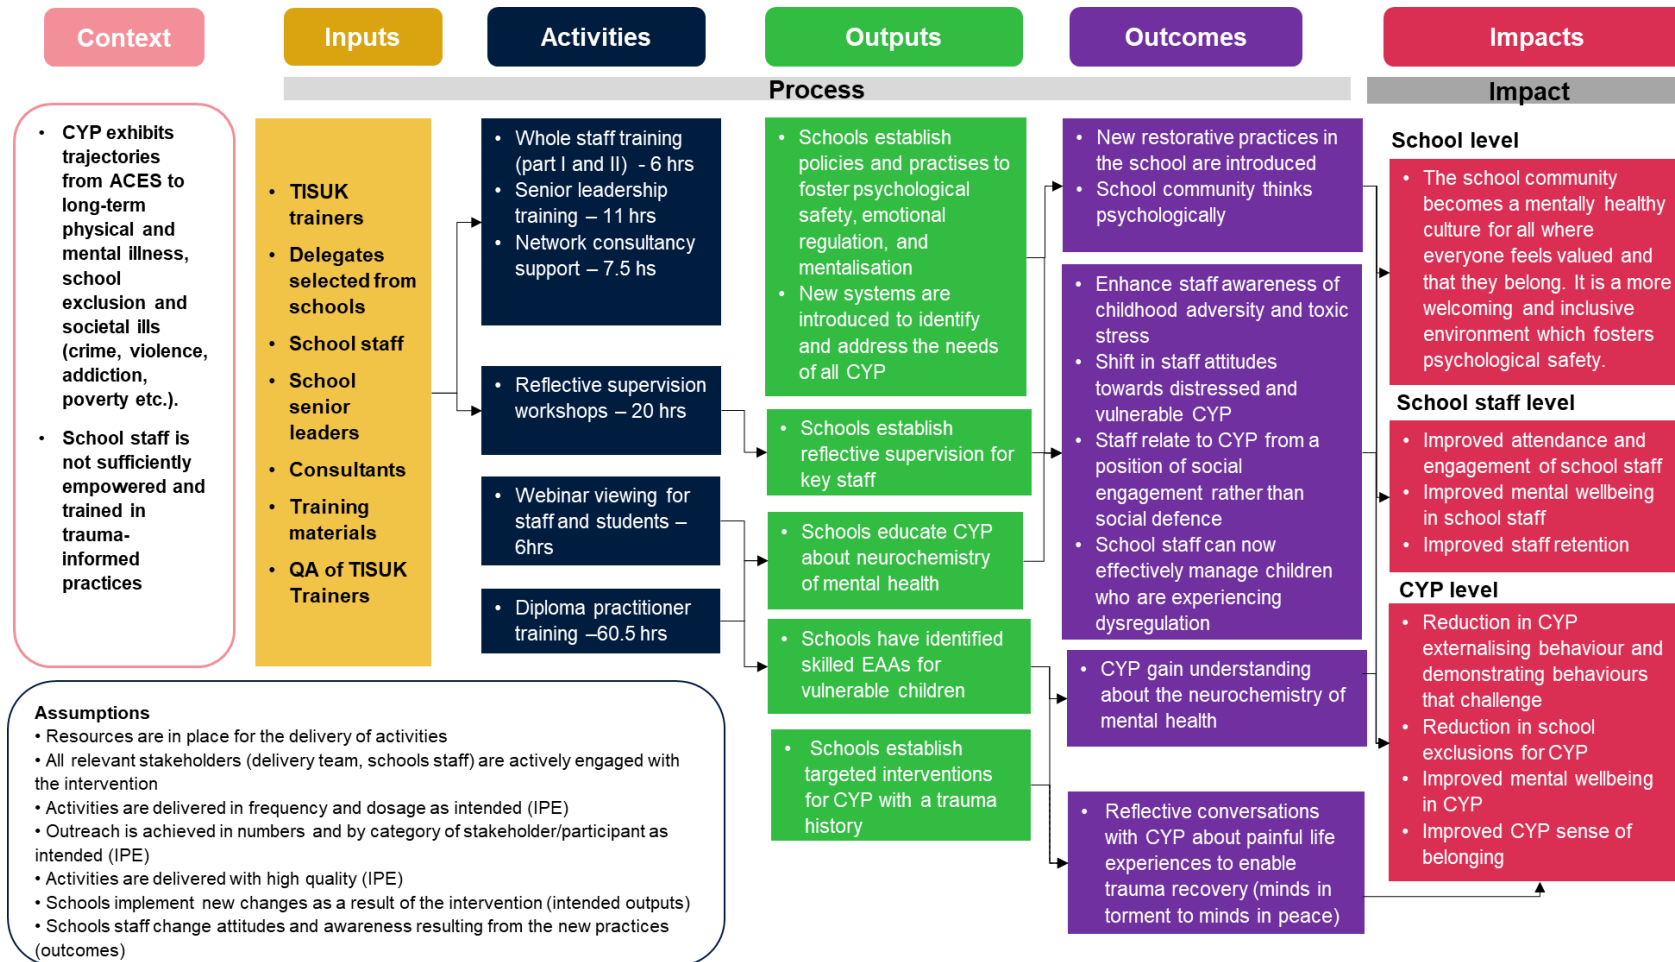 Context
Inputs
Activities
Outputs
Outcomes
Impacts
Process
Impact
• CYP exhibits
trajectories
from ACES to
long-term
physical and
mental illness,
school
exclusion and
societal ills
(crime, violence,
addiction,
poverty etc.).
• School staff is
not sufficiently
empowered and
trained in
trauma-
informed
practices
• TISUK
trainers
• Delegates
selected from
schools
• School staff
• School
senior
leaders
• Consultants
• Training
materials
• QA of TISUK
Trainers
• Whole staff training
(part I and II) - 6 hrs
• Senior leadership
training – 11 hrs
• Network consultancy
support – 7.5 hs
• Reflective supervision
workshops – 20 hrs
• Webinar viewing for
staff and students –
6hrs
• Diploma practitioner
training –60.5 hrs
• Schools establish
policies and practises to
foster psychological
safety, emotional
regulation, and
mentalisation
• New systems are
introduced to identify
and address the needs
of all CYP
• Schools establish
reflective supervision for
key staff
• Schools educate CYP
about neurochemistry
of mental health
• Schools have identified
skilled EAAs for
vulnerable children
• Schools establish
targeted interventions
for CYP with a trauma
history
• New restorative practices in
the school are introduced
• School community thinks
psychologically
• Enhance staff awareness of
childhood adversity and toxic
stress
• Shift in staff attitudes
towards distressed and
vulnerable CYP
• Staff relate to CYP from a
position of social
engagement rather than
social defence
• School staff can now
effectively manage children
who are experiencing
dysregulation
• CYP gain understanding
about the neurochemistry of
mental health
• Reflective conversations
with CYP about painful life
experiences to enable
trauma recovery (minds in
torment to minds in peace)
School level
• The school community
becomes a mentally healthy
culture for all where
everyone feels valued and
that they belong. It is a more
welcoming and inclusive
environment which fosters
psychological safety.
School staff level
• Improved attendance and
engagement of school staff
• Improved mental wellbeing
in school staff
• Improved staff retention
CYP level
• Reduction in CYP
externalising behaviour and
demonstrating behaviours
that challenge
• Reduction in school
exclusions for CYP
• Improved mental wellbeing
in CYP
• Improved CYP sense of
belonging
Assumptions
• Resources are in place for the delivery of activities
• All relevant stakeholders (delivery team, schools staff) are actively engaged with
the intervention
• Activities are delivered in frequency and dosage as intended (IPE)
• Outreach is achieved in numbers and by category of stakeholder/participant as
intended (IPE)
• Activities are delivered with high quality (IPE)
• Schools implement new changes as a result of the intervention (intended outputs)
• Schools staff change attitudes and awareness resulting from the new practices
(outcomes)